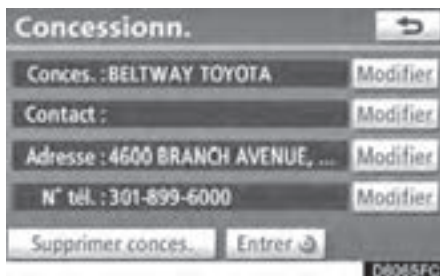 Concessionn.
Conces. :BELTWAY TOYOTA Modifier
Contact : Modifier
Adresse :4600 BRANCH AVENUE, ... Modifier
N° tél. :301-899-6000 Modifier
Supprimer conces. Entrer
D6065FC